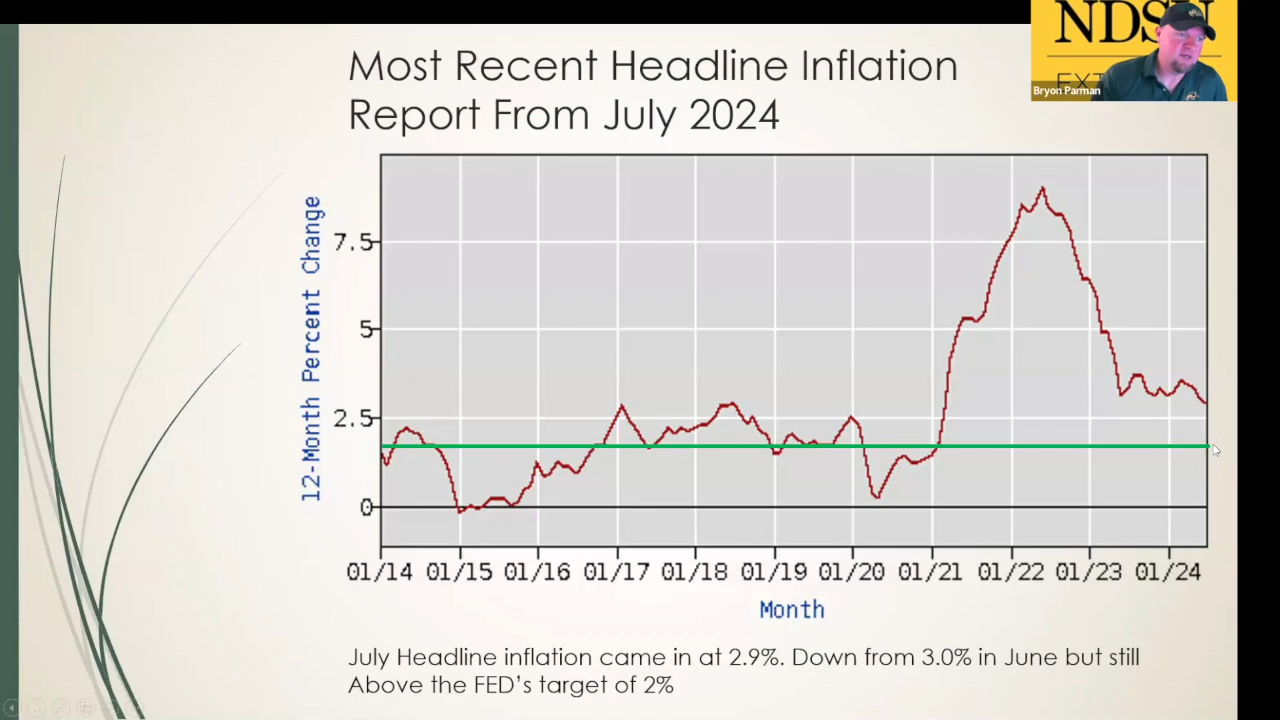 Most Recent Headline Inflation
Report From July 2024
NDS
EXT
Bryon Parman
12-Month Percent Change
7.5
5
2.5
0
01/14 01/15 01/16 01/17 01/18 01/19 01/20 01/21 01/22 01/23 01/24
Month
July Headline inflation came in at 2.9%. Down from 3.0% in June but still
Above the FED's target of 2%